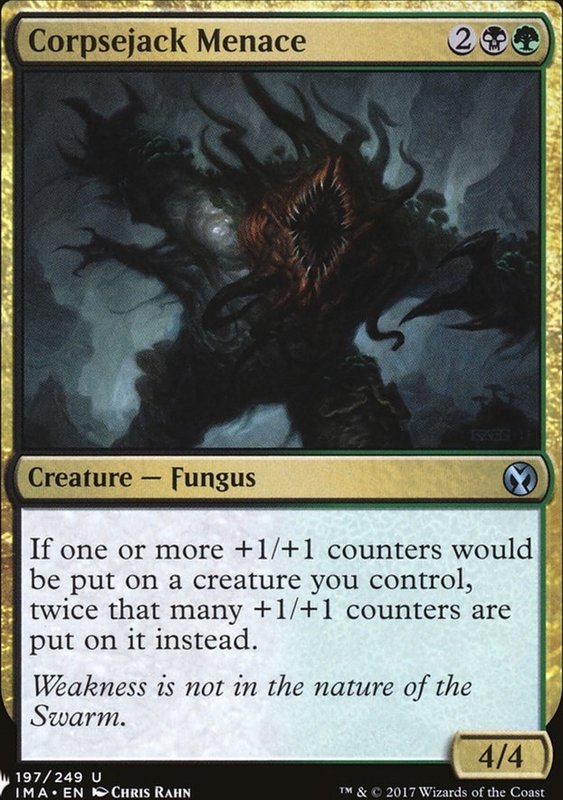 Corpsejack Menace 2
Creature — Fungus
If one or more +1/+1 counters would
be put on a creature you control,
twice that many +1/+1 counters are
put on it instead.
Weakness is not in the nature of the
Swarm.
4/4
197/249 U
IMA • EN Chris Rahn
™ & © 2017 Wizards of the Coast